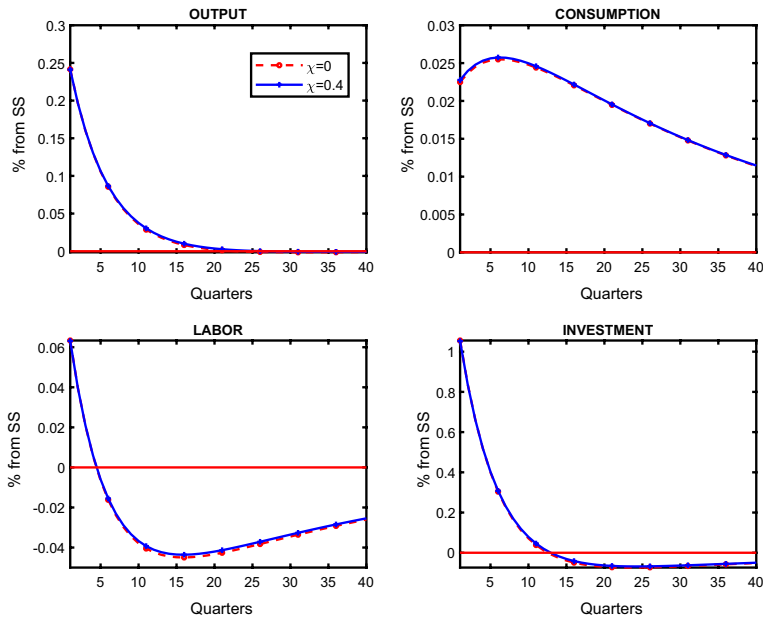 OUTPUT
% from SS
0.3
0.25
0.2
0.15
0.1
0.05
0
5 10 15 20 25 30 35 40
Quarters
χ=0
χ=0.4
CONSUMPTION
% from SS
0.03
0.025
0.02
0.015
0.01
0.005
0
5 10 15 20 25 30 35 40
Quarters
LABOR
% from SS
0.06
0.04
0.02
0
-0.02
-0.04
5 10 15 20 25 30 35 40
Quarters
INVESTMENT
% from SS
1
0.8
0.6
0.4
0.2
0
5 10 15 20 25 30 35 40
Quarters